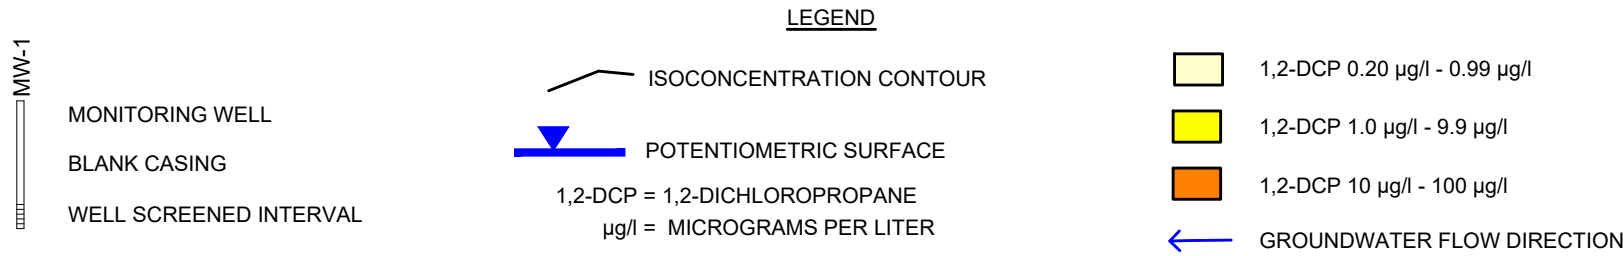 LEGEND
MW-1
MONITORING WELL
BLANK CASING
WELL SCREENED INTERVAL
ISOCONCENTRATION CONTOUR
POTENTIOMETRIC SURFACE
1,2-DCP = 1,2-DICHLOROPROPANE
µg/l = MICROGRAMS PER LITER
1,2-DCP 0.20 µg/l - 0.99 µg/l
1,2-DCP 1.0 µg/l - 9.9 µg/l
1,2-DCP 10 µg/l - 100 µg/l
GROUNDWATER FLOW DIRECTION